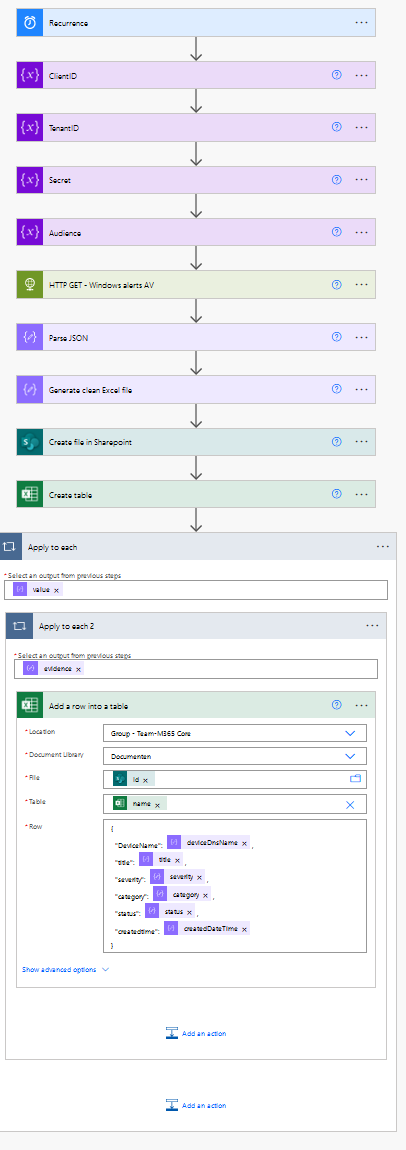 Recurrence
{x} ClientID
{x} TenantID
{x} Secret
{x} Audience
HTTP GET - Windows alerts AV
Parse JSON
Generate clean Excel file
Create file in Sharepoint
Create table
Apply to each
* Select an output from previous steps
value x
Apply to each 2
* Select an output from previous steps
evidence x
Add a row into a table
* Location Group - Team-M365 Core
* Document Library Documenten
* File Id x
* Table name x
* Row {
"DeviceName": deviceDnsName x ,
"title": title x ,
"severity": severity x ,
"category": category x ,
"status": status x ,
"createdtime": createdDateTime x
}
Show advanced options
Add an action
Add an action